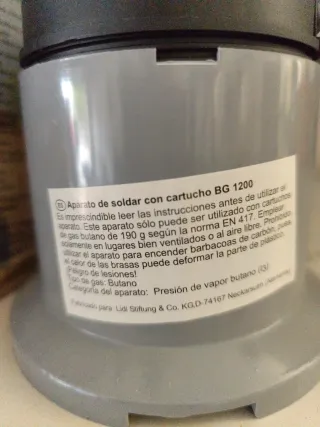 ES Aparato de soldar con cartucho BG 1200
Es imprescindible leer las instrucciones antes de utilizar el
aparato. Este aparato sólo puede ser utilizado con cartuchos
de gas butano de 190 g según la norma EN 417. Emplear
solamente en lugares bien ventilados o al aire libre. Prohibido
utilizar el aparato para encender barbacoas de carbón, pues
el calor de las brasas puede deformar la parte de plástico.
Peligro de lesiones!
Tipo de gas: Butano
Categoría del aparato: Presión de vapor butano (IG)
Fabricado para: Lidl Stiftung & Co. KG,D-74167 Neckarsulm